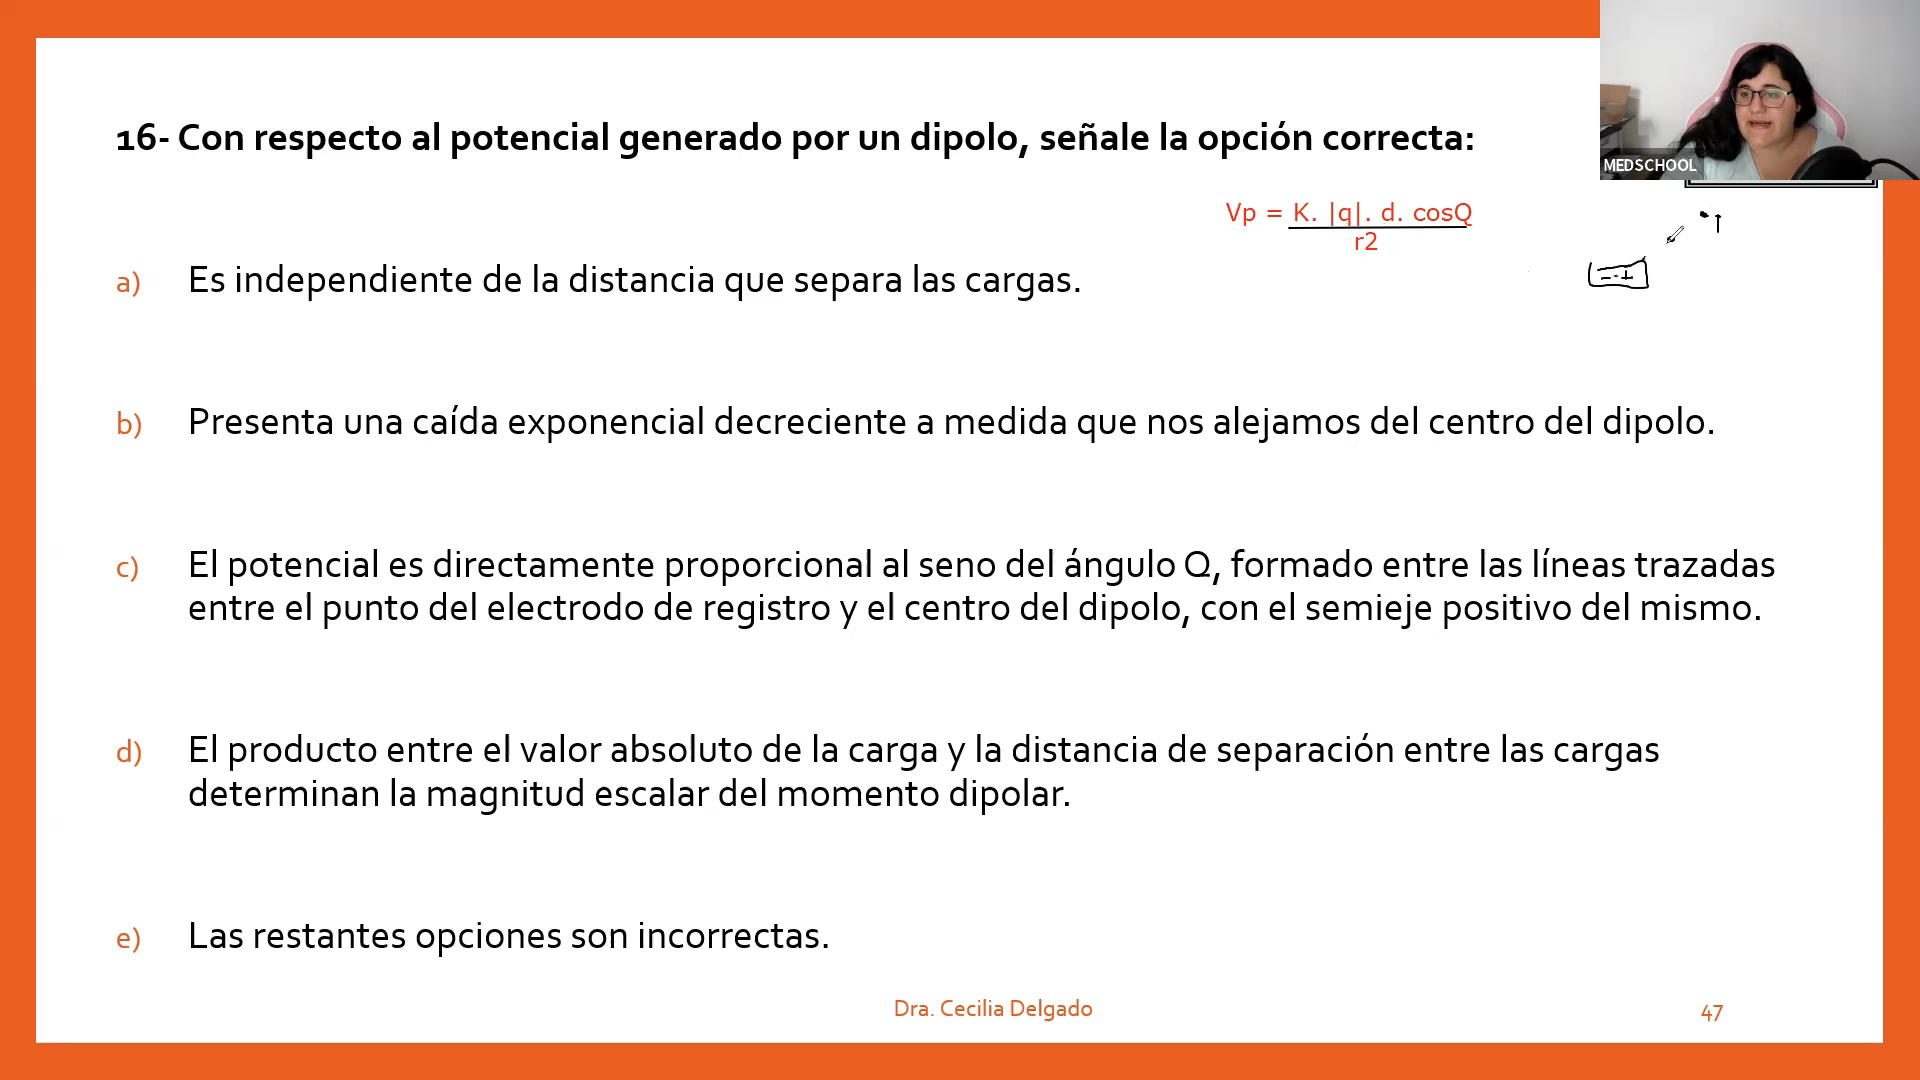 MEDSCHOOL
16- Con respecto al potencial generado por un dipolo, señale la opción correcta:
Vp = K. |q|. d. cosQ
r2
- +
a) Es independiente de la distancia que separa las cargas.
b) Presenta una caída exponencial decreciente a medida que nos alejamos del centro del dipolo.
c) El potencial es directamente proporcional al seno del ángulo Q, formado entre las líneas trazadas
entre el punto del electrodo de registro y el centro del dipolo, con el semieje positivo del mismo.
d) El producto entre el valor absoluto de la carga y la distancia de separación entre las cargas
determinan la magnitud escalar del momento dipolar.
e) Las restantes opciones son incorrectas.
Dra. Cecilia Delgado
47